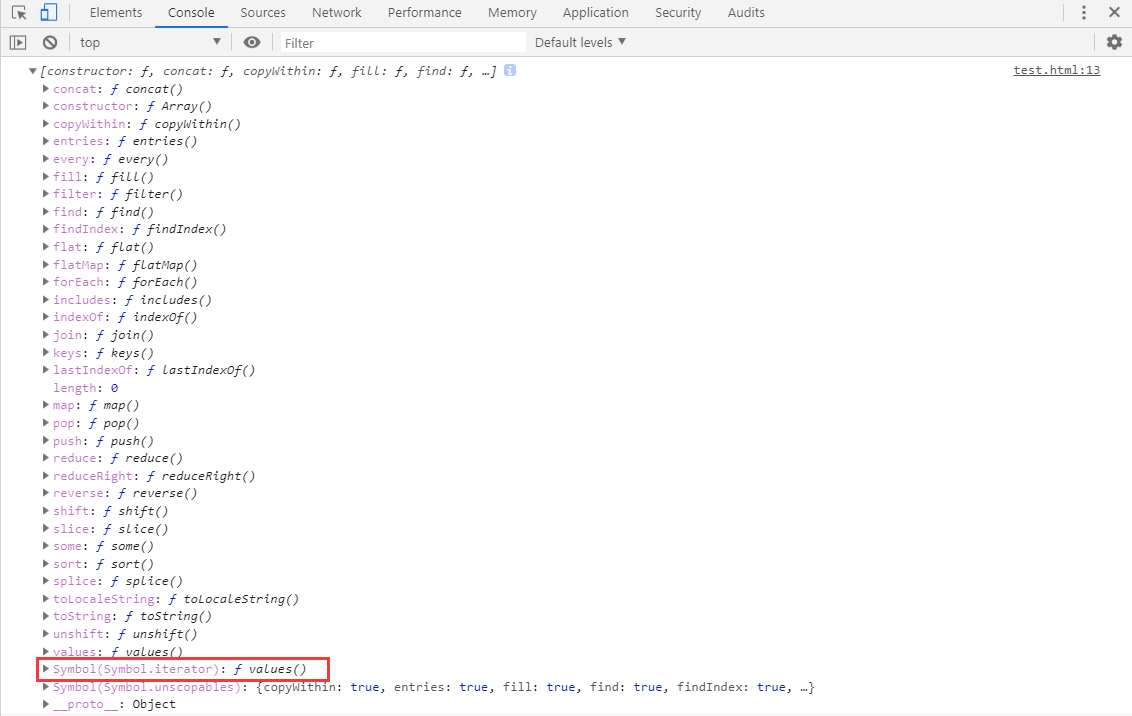 Elements Console Sources Network Performance Memory Application Security Audits
top Filter Default levels
[constructor: ƒ, concat: ƒ, copyWithin: ƒ, fill: ƒ, find: ƒ, …] i test.html:13
concat: ƒ concat()
constructor: ƒ Array()
copyWithin: ƒ copyWithin()
entries: ƒ entries()
every: ƒ every()
fill: ƒ fill()
filter: ƒ filter()
find: ƒ find()
findIndex: ƒ findIndex()
flat: ƒ flat()
flatMap: ƒ flatMap()
forEach: ƒ forEach()
includes: ƒ includes()
indexOf: ƒ indexOf()
join: ƒ join()
keys: ƒ keys()
lastIndexOf: ƒ lastIndexOf()
length: 0
map: ƒ map()
pop: ƒ pop()
push: ƒ push()
reduce: ƒ reduce()
reduceRight: ƒ reduceRight()
reverse: ƒ reverse()
shift: ƒ shift()
slice: ƒ slice()
some: ƒ some()
sort: ƒ sort()
splice: ƒ splice()
toLocaleString: ƒ toLocaleString()
toString: ƒ toString()
unshift: ƒ unshift()
values: ƒ values()
Symbol(Symbol.iterator): ƒ values()
Symbol(Symbol.unscopables): {copyWithin: true, entries: true, fill: true, find: true, findIndex: true, …}
__proto__: Object